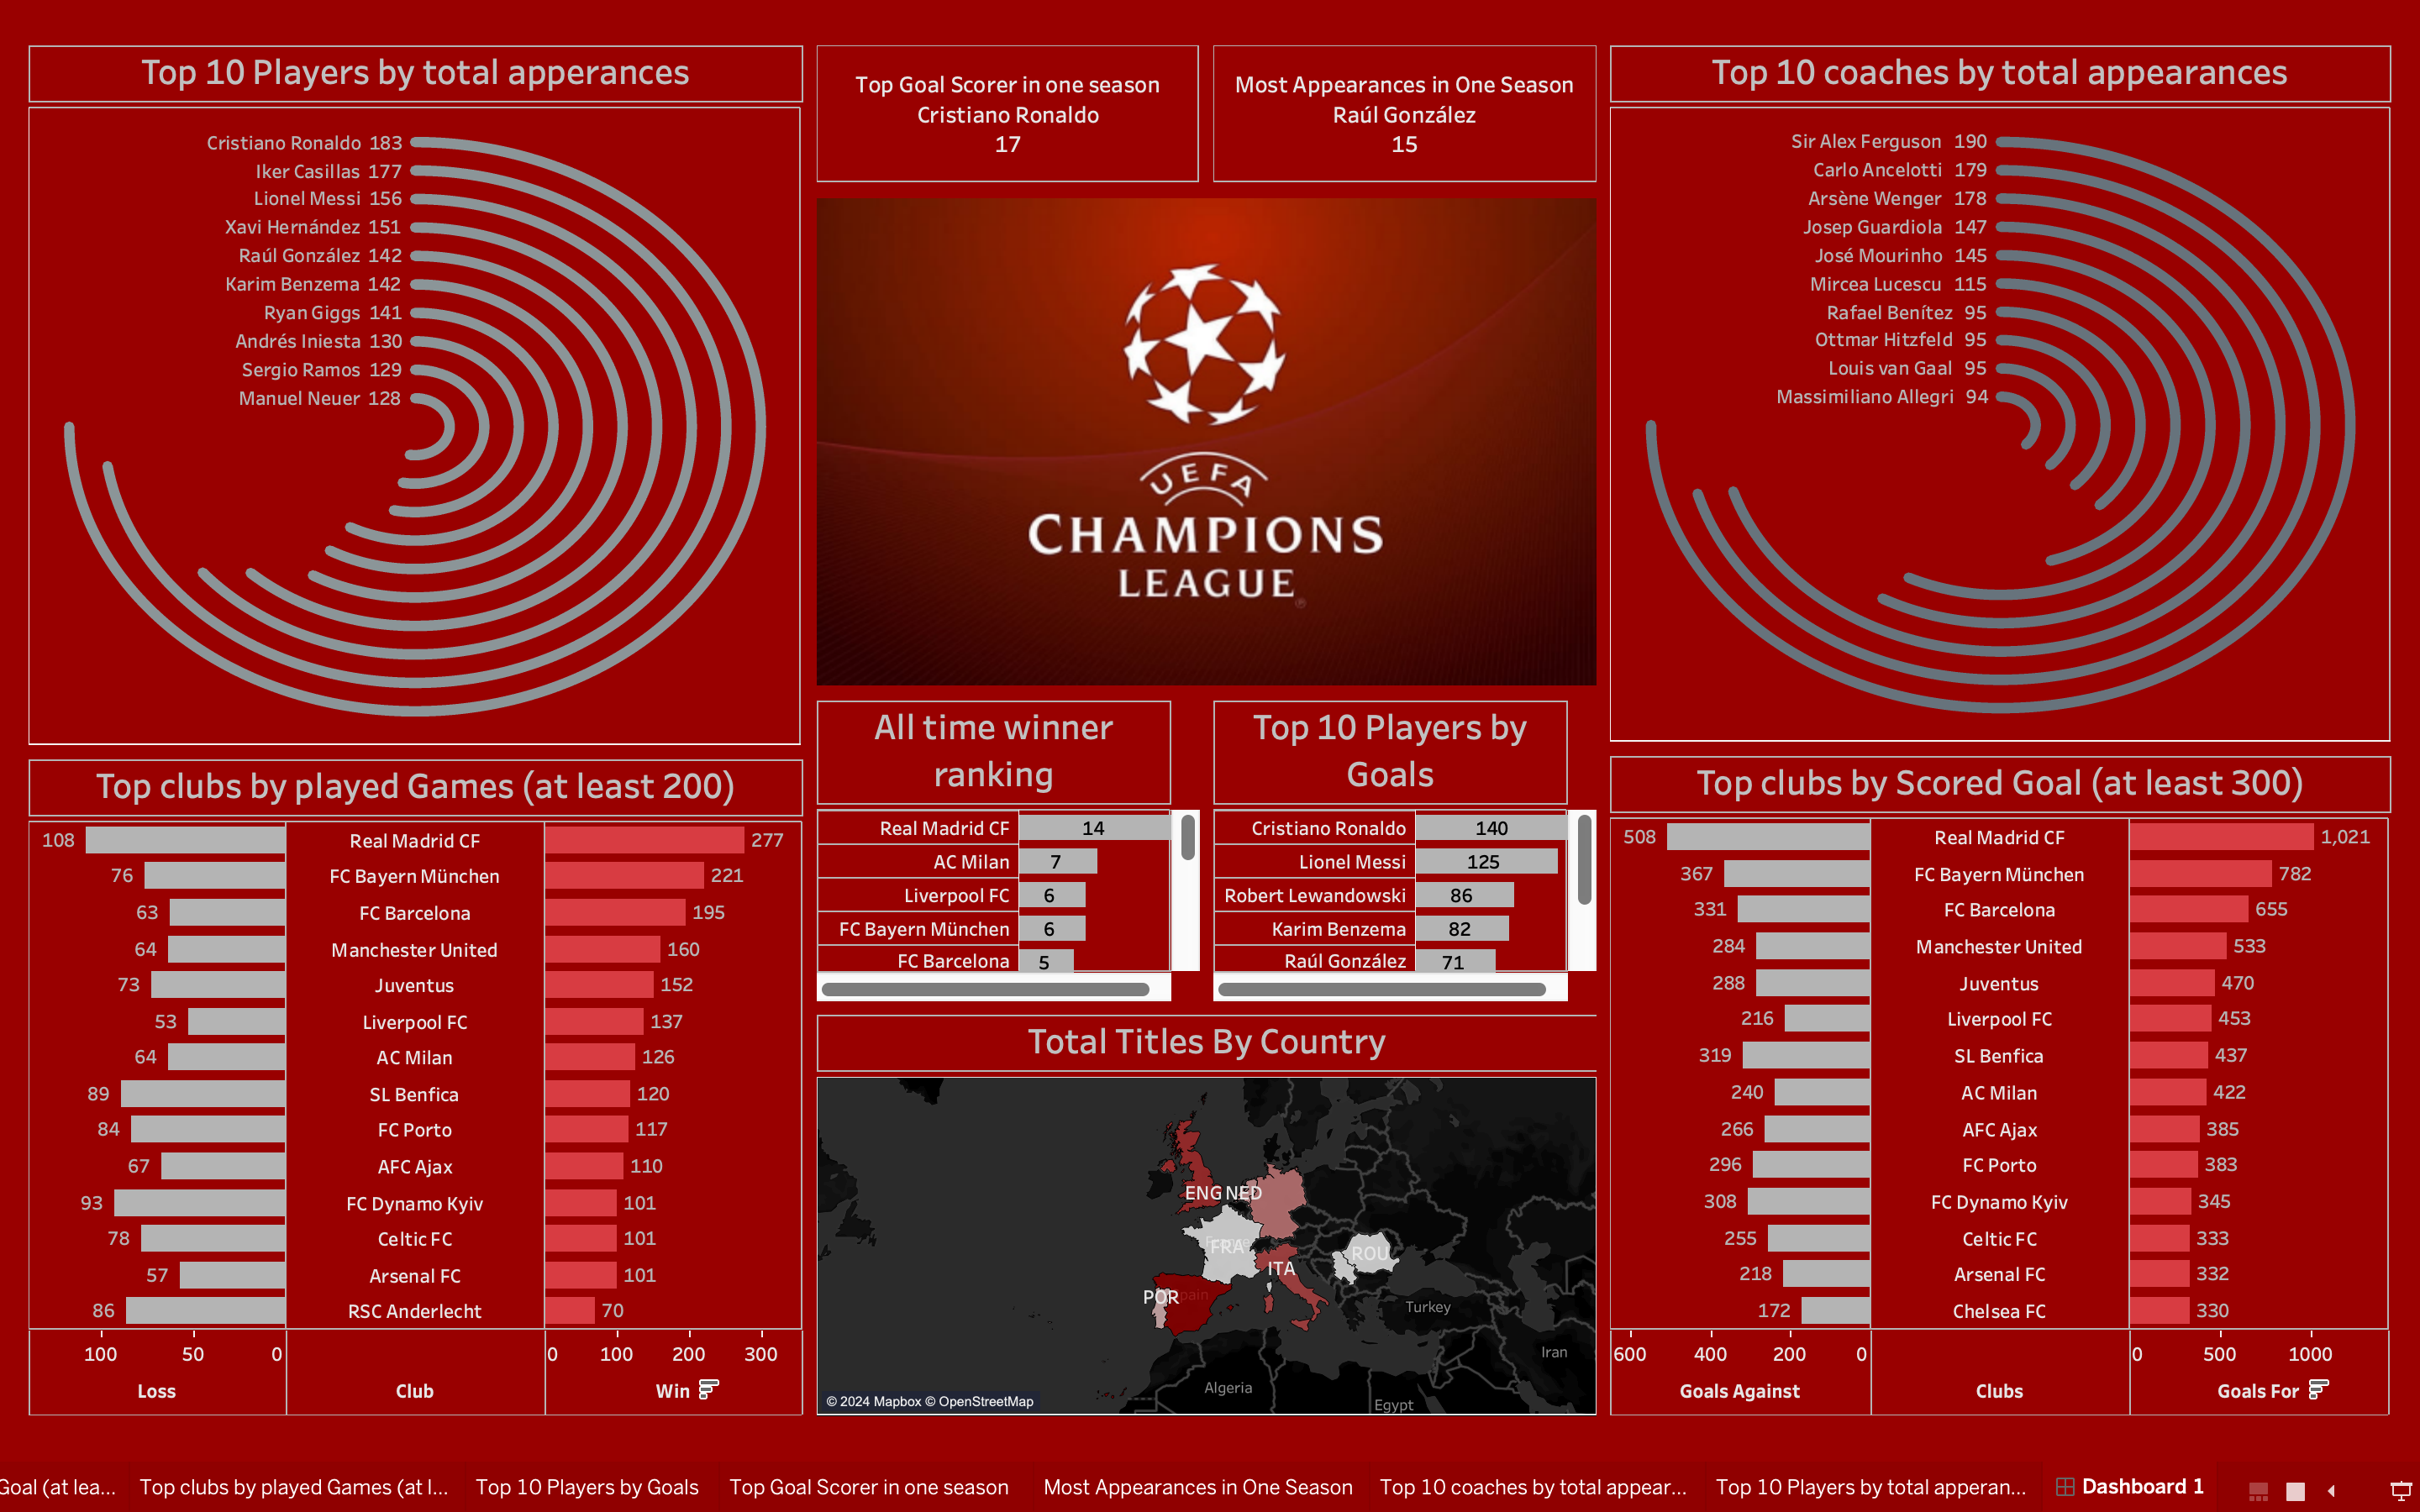 Top 10 Players by total apperances
Cristiano Ronaldo 183
Iker Casillas 177
Lionel Messi 156
Xavi Hernández 151
Raúl González 142
Karim Benzema 142
Ryan Giggs 141
Andrés Iniesta 130
Sergio Ramos 129
Manuel Neuer 128
Top Goal Scorer in one season
Cristiano Ronaldo
17
Most Appearances in One Season
Raúl González
15
UEFA
CHAMPIONS
LEAGUE
Top 10 coaches by total appearances
Sir Alex Ferguson 190
Carlo Ancelotti 179
Arsène Wenger 178
Josep Guardiola 147
José Mourinho 145
Mircea Lucescu 115
Rafael Benítez 95
Ottmar Hitzfeld 95
Louis van Gaal 95
Massimiliano Allegri 94
Top clubs by played Games (at least 200)
108 Real Madrid CF 277
76 FC Bayern München 221
63 FC Barcelona 195
64 Manchester United 160
73 Juventus 152
53 Liverpool FC 137
64 AC Milan 126
89 SL Benfica 120
84 FC Porto 117
67 AFC Ajax 110
93 FC Dynamo Kyiv 101
78 Celtic FC 101
57 Arsenal FC 101
86 RSC Anderlecht 70
100 50 0 0 100 200 300
Loss Club Win
All time winner
ranking
Real Madrid CF 14
AC Milan 7
Liverpool FC 6
FC Bayern München 6
FC Barcelona 5
Top 10 Players by
Goals
Cristiano Ronaldo 140
Lionel Messi 125
Robert Lewandowski 86
Karim Benzema 82
Raúl González 71
Total Titles By Country
ENG NED
France
FRA
ROU
ITA
POR
Spain
Turkey
Iran
Algeria
Egypt
© 2024 Mapbox © OpenStreetMap
Top clubs by Scored Goal (at least 300)
508 Real Madrid CF 1,021
367 FC Bayern München 782
331 FC Barcelona 655
284 Manchester United 533
288 Juventus 470
216 Liverpool FC 453
319 SL Benfica 437
240 AC Milan 422
266 AFC Ajax 385
296 FC Porto 383
308 FC Dynamo Kyiv 345
255 Celtic FC 333
218 Arsenal FC 332
172 Chelsea FC 330
600 400 200 0 0 500 1000
Goals Against Clubs Goals For
Goal (at lea... Top clubs by played Games (at l... Top 10 Players by Goals Top Goal Scorer in one season Most Appearances in One Season Top 10 coaches by total appear... Top 10 Players by total apperan... Dashboard 1